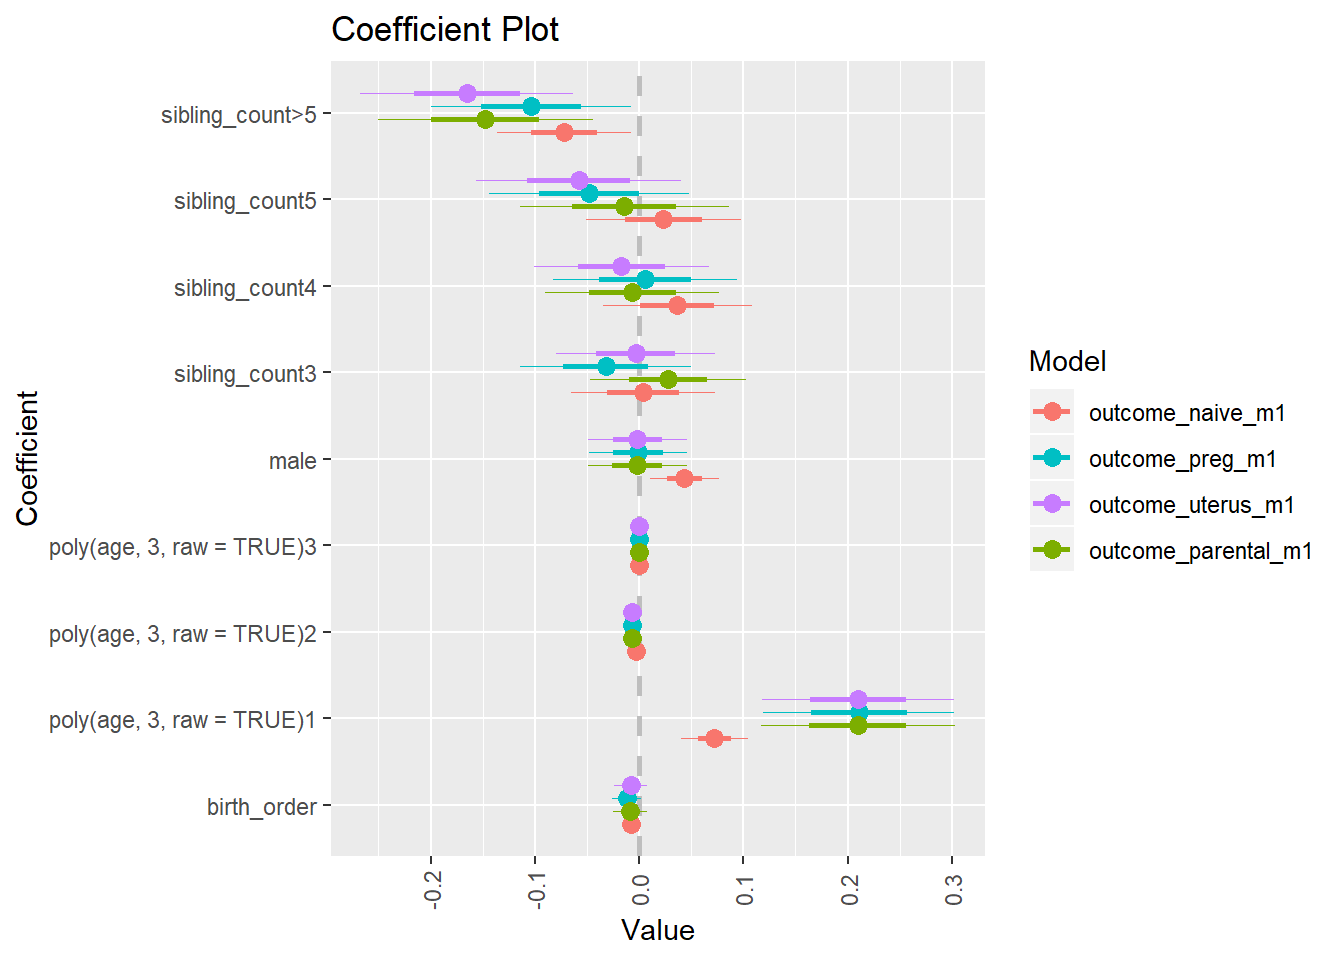 Coefficient Plot
Coefficient
sibling_count>5
sibling_count5
sibling_count4
sibling_count3
male
poly(age, 3, raw = TRUE)3
poly(age, 3, raw = TRUE)2
poly(age, 3, raw = TRUE)1
birth_order
-0.2
-0.1
0.0
0.1
0.2
0.3
Value
Model
outcome_naive_m1
outcome_preg_m1
outcome_uterus_m1
outcome_parental_m1